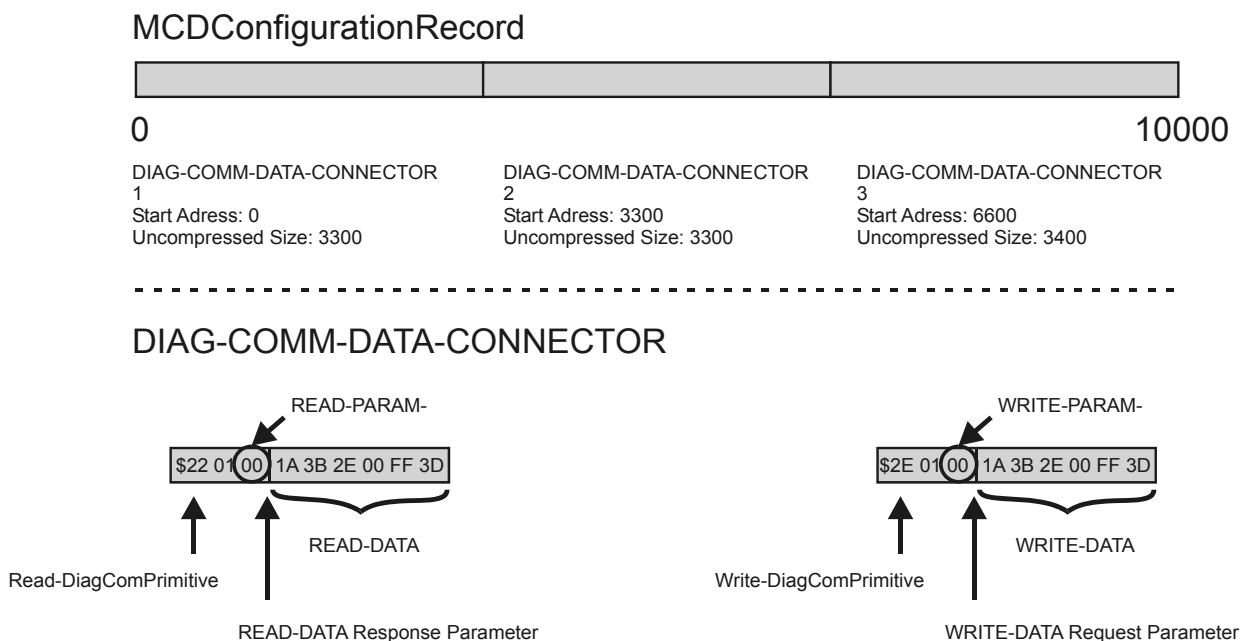 MCDConfigurationRecord
0
10000
DIAG-COMM-DATA-CONNECTOR
1
Start Adress: 0
Uncompressed Size: 3300
DIAG-COMM-DATA-CONNECTOR
2
Start Adress: 3300
Uncompressed Size: 3300
DIAG-COMM-DATA-CONNECTOR
3
Start Adress: 6600
Uncompressed Size: 3400
DIAG-COMM-DATA-CONNECTOR
READ-PARAM-
$22 01 00 1A 3B 2E 00 FF 3D
READ-DATA
Read-DiagComPrimitive
READ-DATA Response Parameter
WRITE-PARAM-
$2E 01 00 1A 3B 2E 00 FF 3D
WRITE-DATA
Write-DiagComPrimitive
WRITE-DATA Request Parameter